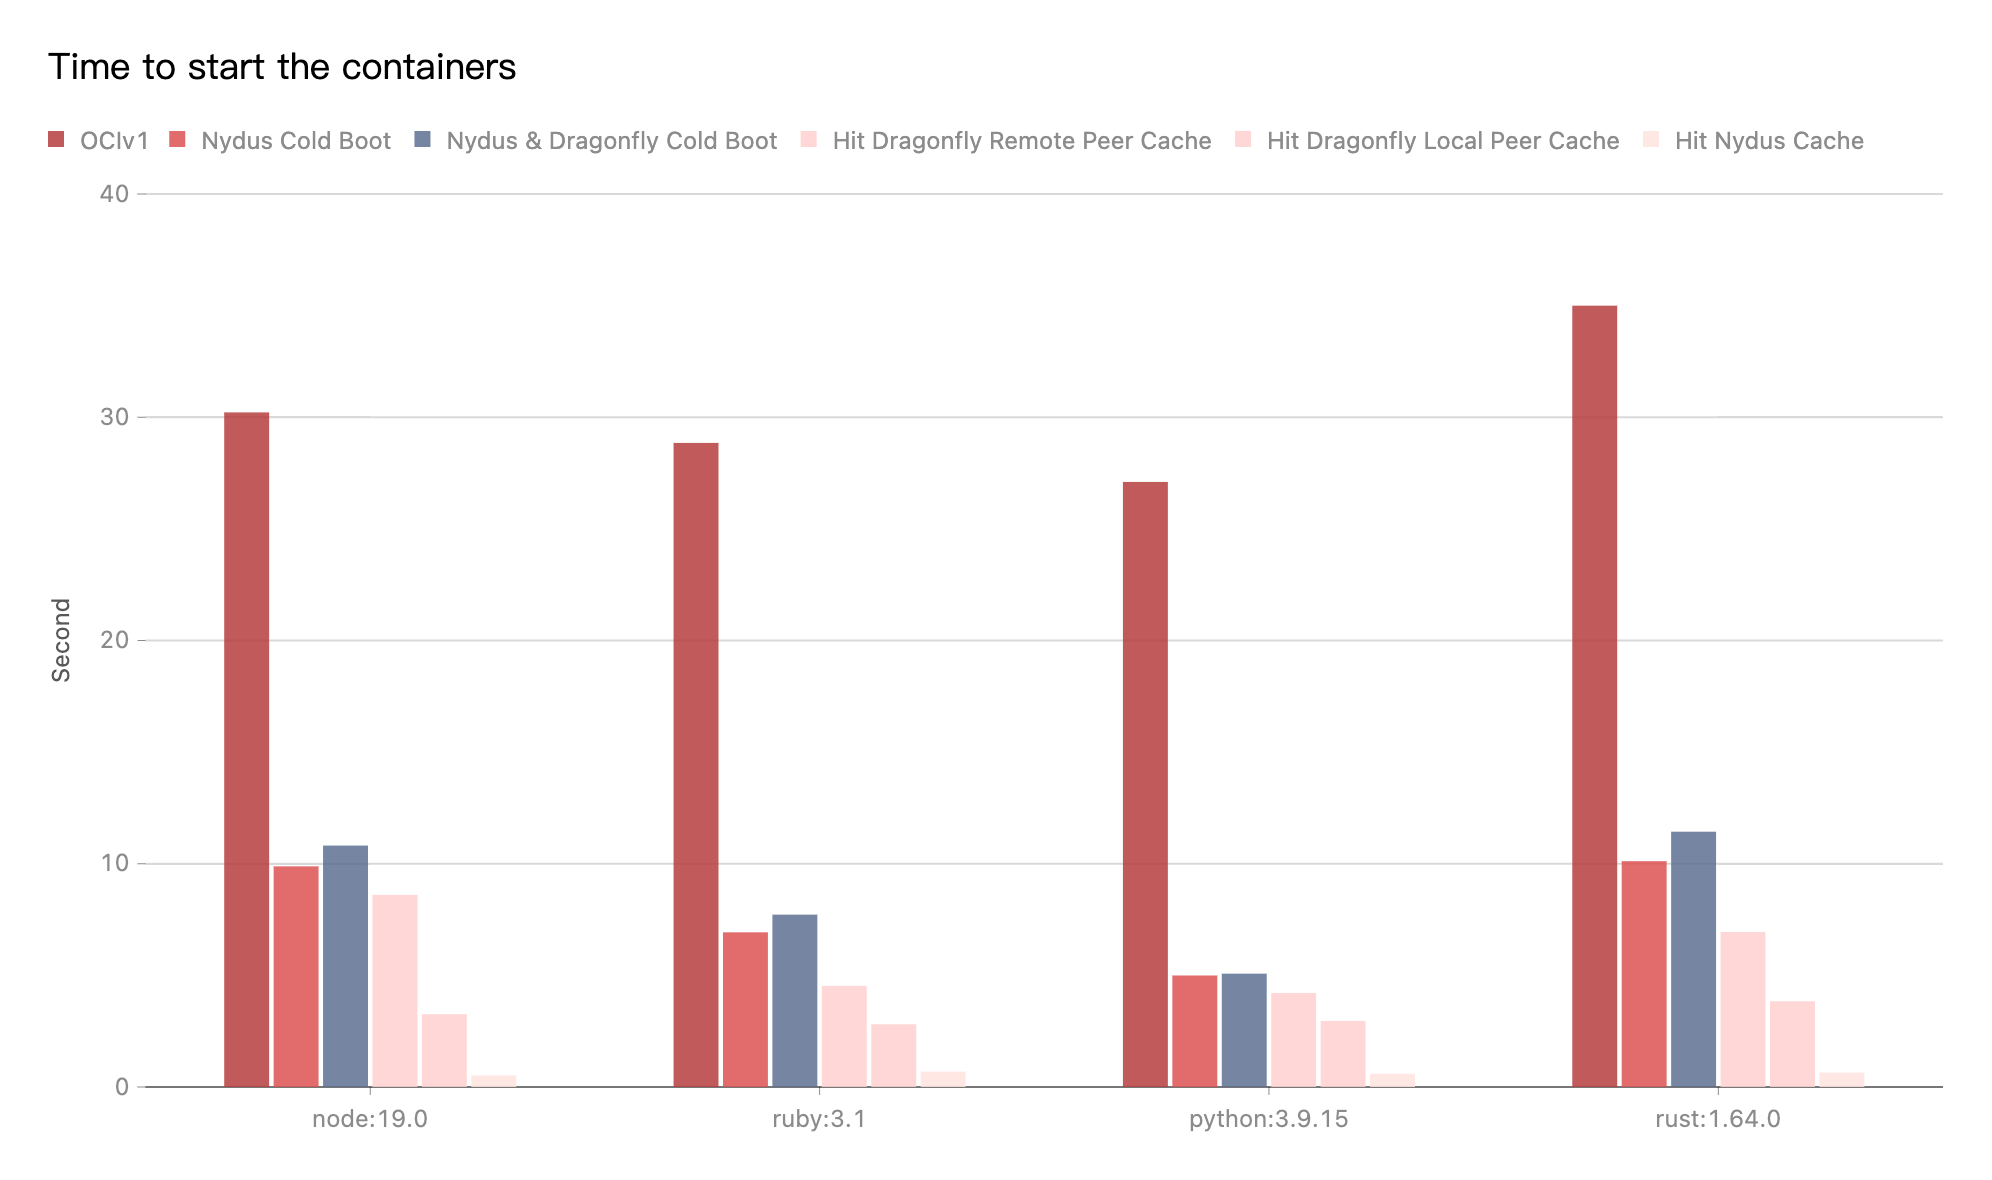 Time to start the containers
OCIv1 Nydus Cold Boot Nydus & Dragonfly Cold Boot Hit Dragonfly Remote Peer Cache Hit Dragonfly Local Peer Cache Hit Nydus Cache
40
30
20
10
0
Second
node:19.0 ruby:3.1 python:3.9.15 rust:1.64.0